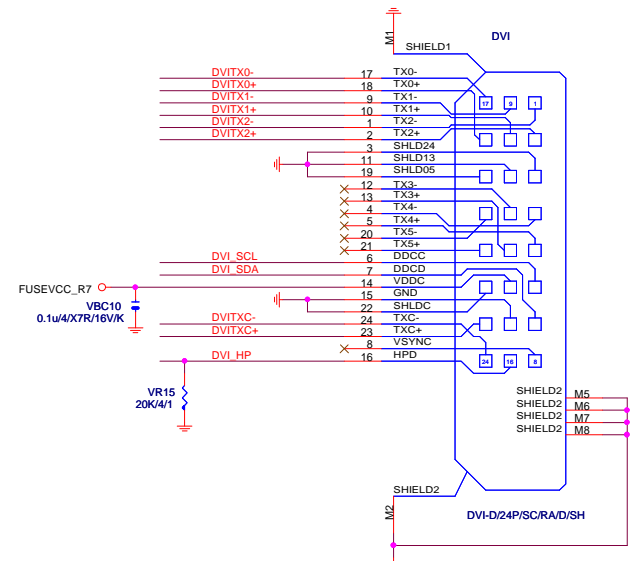 DVI
M1
SHIELD1
DVITX0- 17 TX0-
DVITX0+ 18 TX0+
DVITX1- 9 TX1-
DVITX1+ 10 TX1+
DVITX2- 1 TX2-
DVITX2+ 2 TX2+
17 9 1
3 SHLD24
11 SHLD13
19 SHLD05
12 TX3-
13 TX3+
4 TX4-
5 TX4+
20 TX5-
21 TX5+
DVI_SCL 6 DDCC
DVI_SDA 7 DDCD
FUSEVCC_R7 14 VDDC
15 GND
VBC10
0.1u/4/X7R/16V/K
22 SHLDC
DVITXC- 24 TXC-
DVITXC+ 23 TXC+
8 VSYNC
DVI_HP 16 HPD
24 16 8
VR15
20K/4/1
SHIELD2 M5
SHIELD2 M6
SHIELD2 M7
SHIELD2 M8
SHIELD2
M2
DVI-D/24P/SC/RA/D/SH